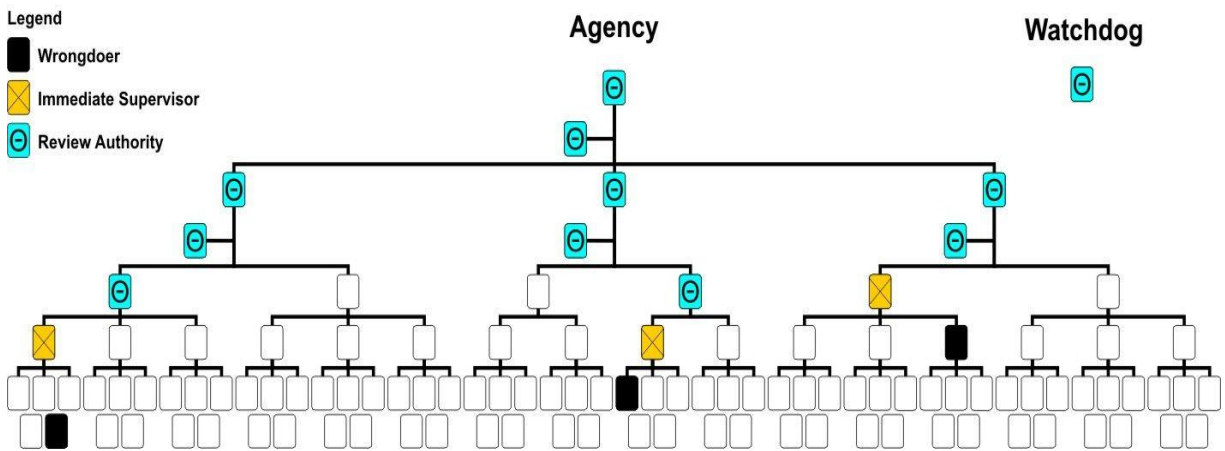 Legend
Wrongdoer
Immediate Supervisor
Review Authority
Agency
Watchdog